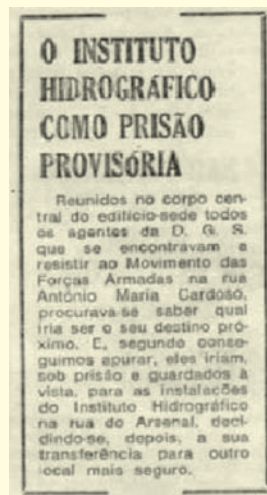 O INSTITUTO
HIDROGRÁFICO
COMO PRISÃO
PROVISÓRIA
Reunidos no corpo cen-
tral do edifício-sede todos
os agentes da D. G. S.
que se encontravam a
resistir ao Movimento das
Forças Armadas na rua
António Maria Cardoso,
procurava-se saber qual
iria ser o seu destino pró-
ximo. E, segundo conse-
guimos apurar, eles iriam,
sob prisão e guardados à
vista, para as instalações
do Instituto Hidrográfico
na rua do Arsenal, deci-
dindo-se, depois, a sua
transferência para outro
local mais seguro.